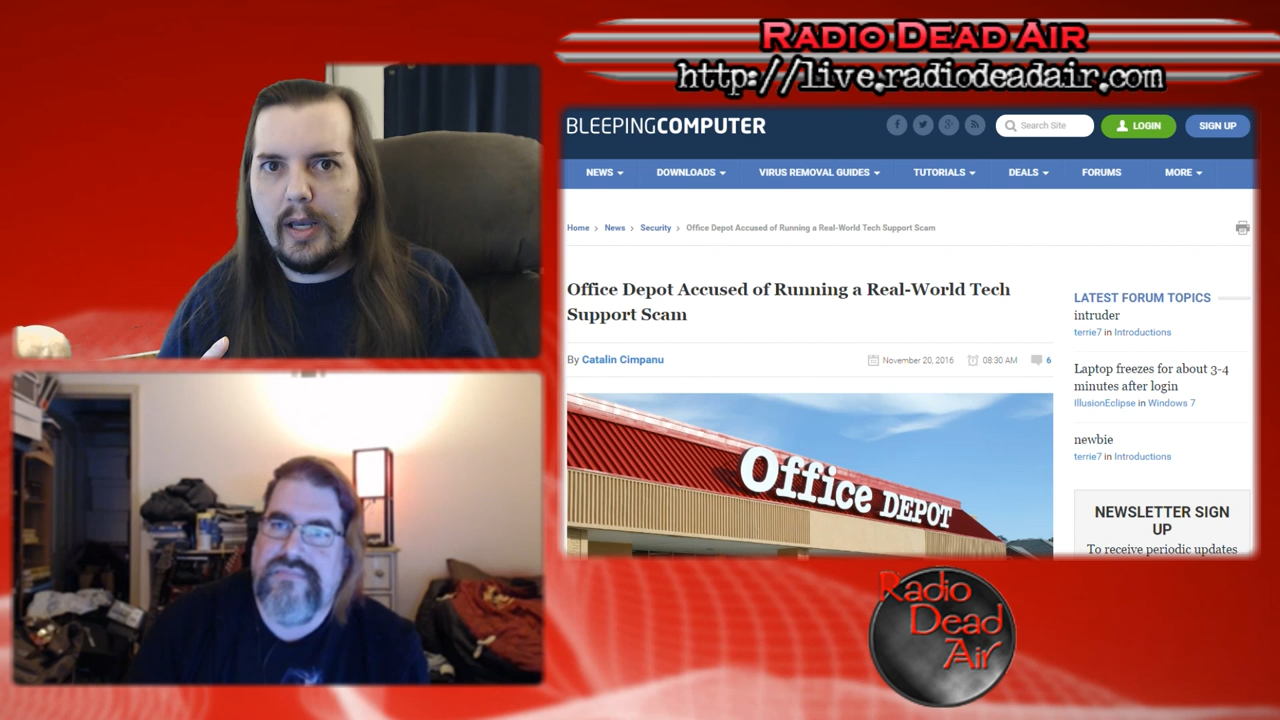 RADIO DEAD AIR
http://live.radiodeadair.com
BLEEPINGCOMPUTER
Search Site
LOGIN
SIGN UP
NEWS
DOWNLOADS
VIRUS REMOVAL GUIDES
TUTORIALS
DEALS
FORUMS
MORE
Home > News > Security > Office Depot Accused of Running a Real-World Tech Support Scam
Office Depot Accused of Running a Real-World Tech
Support Scam
By Catalin Cimpanu
November 20, 2016
08:30 AM
6
Office DEPOT
LATEST FORUM TOPICS
intruder
terrie7 in Introductions
Laptop freezes for about 3-4
minutes after login
IllusionEclipse in Windows 7
newbie
terrie7 in Introductions
NEWSLETTER SIGN
UP
To receive periodic updates
Radio
Dead
Air